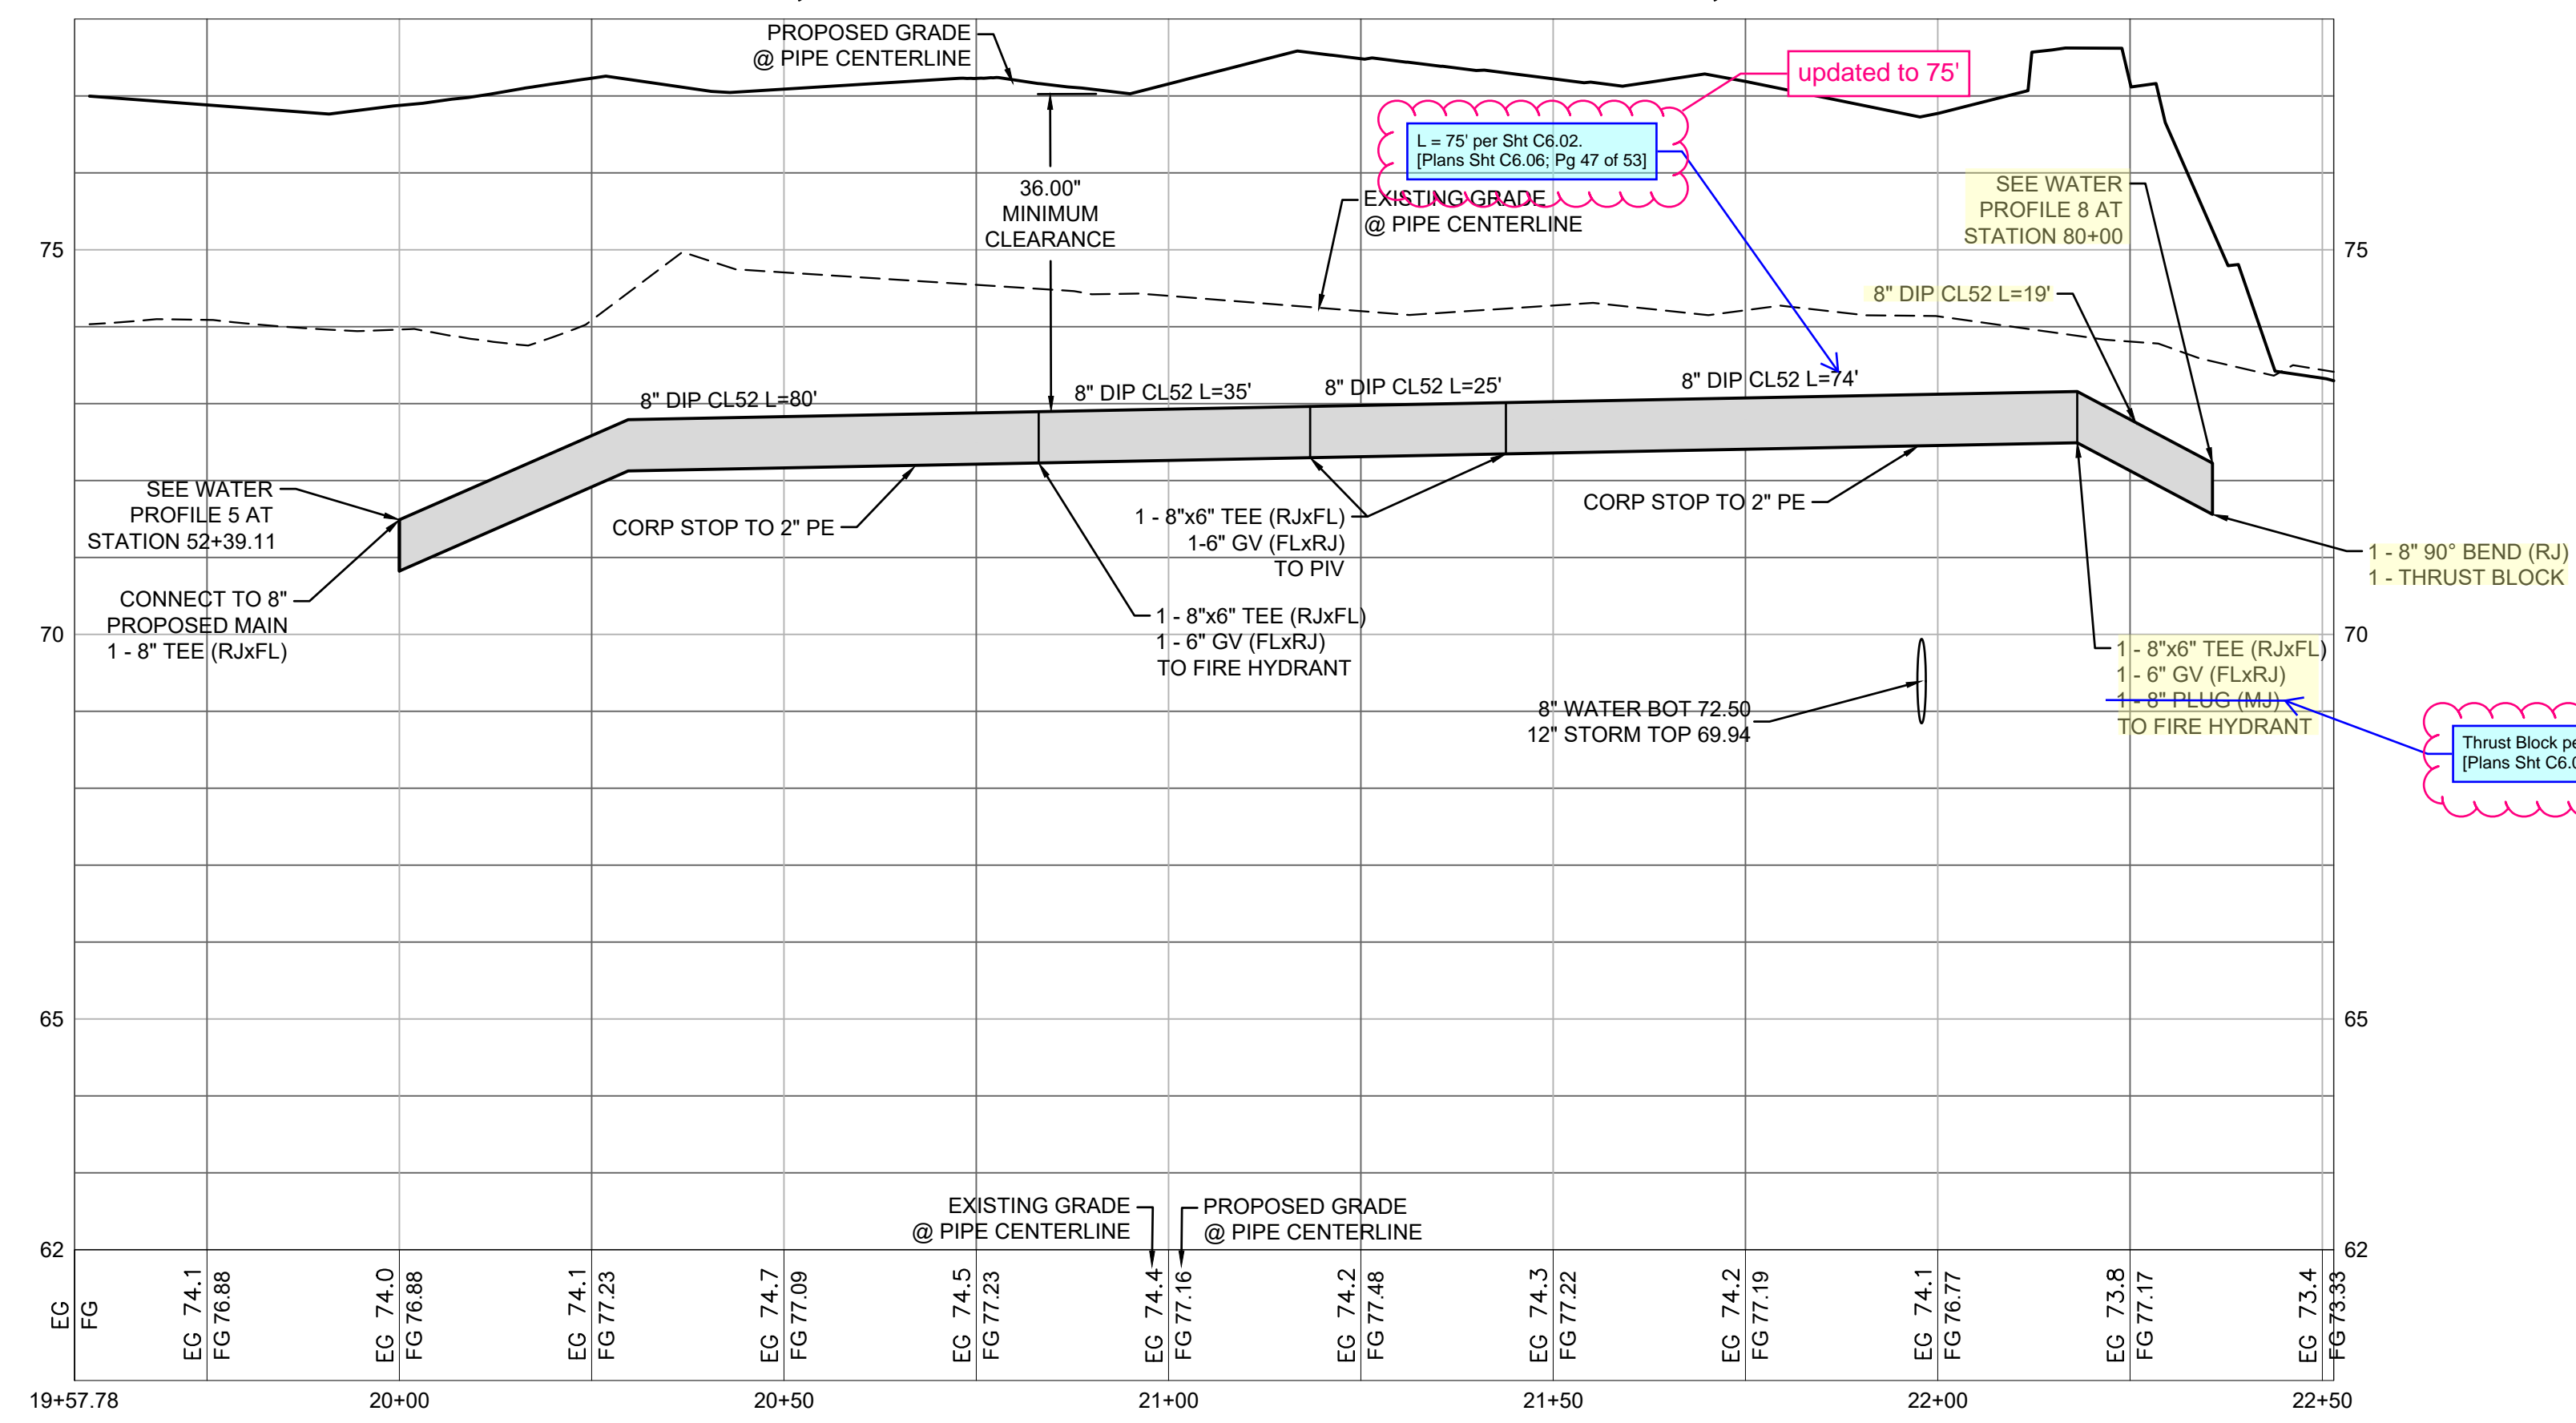 PROPOSED GRADE
@ PIPE CENTERLINE
updated to 75'
L = 75' per Sht C6.02.
[Plans Sht C6.06; Pg 47 of 53]
36.00"
MINIMUM
CLEARANCE
EXISTING GRADE
@ PIPE CENTERLINE
SEE WATER
PROFILE 8 AT
STATION 80+00
75
75
8" DIP CL52 L=19'
8" DIP CL52 L=80'
8" DIP CL52 L=35'
8" DIP CL52 L=25'
8" DIP CL52 L=74'
SEE WATER
PROFILE 5 AT
STATION 52+39.11
CORP STOP TO 2" PE
1 - 8"x6" TEE (RJxFL)
1-6" GV (FLxRJ)
TO PIV
CORP STOP TO 2" PE
1 - 8" 90° BEND (RJ)
1 - THRUST BLOCK
CONNECT TO 8"
PROPOSED MAIN
1 - 8" TEE (RJxFL)
1 - 8"x6" TEE (RJxFL)
1 - 6" GV (FLxRJ)
TO FIRE HYDRANT
70
70
1 - 8"x6" TEE (RJxFL)
1 - 6" GV (FLxRJ)
1 - 8" PLUG (MJ)
TO FIRE HYDRANT
8" WATER BOT 72.50
12" STORM TOP 69.94
Thrust Block
[Plans Sht
65
65
EXISTING GRADE
@ PIPE CENTERLINE
PROPOSED GRADE
@ PIPE CENTERLINE
62
62
EG
FG
EG 74.1
FG 76.88
EG 74.0
FG 76.88
EG 74.1
FG 77.23
EG 74.7
FG 77.09
EG 74.5
FG 77.23
EG 74.4
FG 77.16
EG 74.2
FG 77.48
EG 74.3
FG 77.22
EG 74.2
FG 77.19
EG 74.1
FG 76.77
EG 73.8
FG 77.17
EG 73.4
FG 73.33
19+57.78
20+00
20+50
21+00
21+50
22+00
22+50